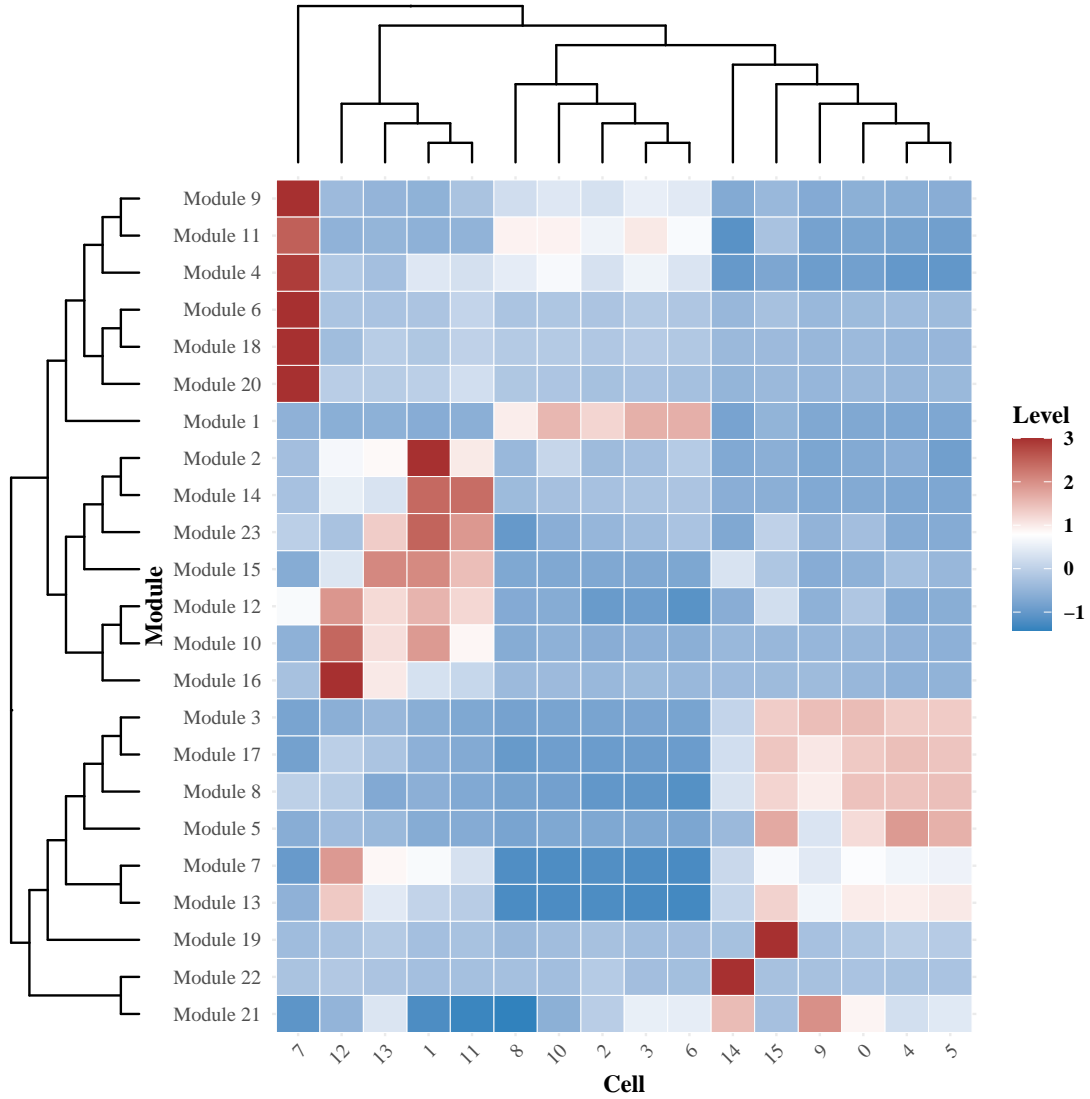 Module 9
Module 11
Module 4
Module 6
Module 18
Module 20
Module 1
Module 2
Module 14
Module 23
Module 15
Module 12
Module 10
Module 16
Module 3
Module 17
Module 8
Module 5
Module 7
Module 13
Module 19
Module 22
Module 21
Module
7 12 13 1 11 8 10 2 3 6 14 15 9 0 4 5
Cell
Level
3
2
1
0
−1